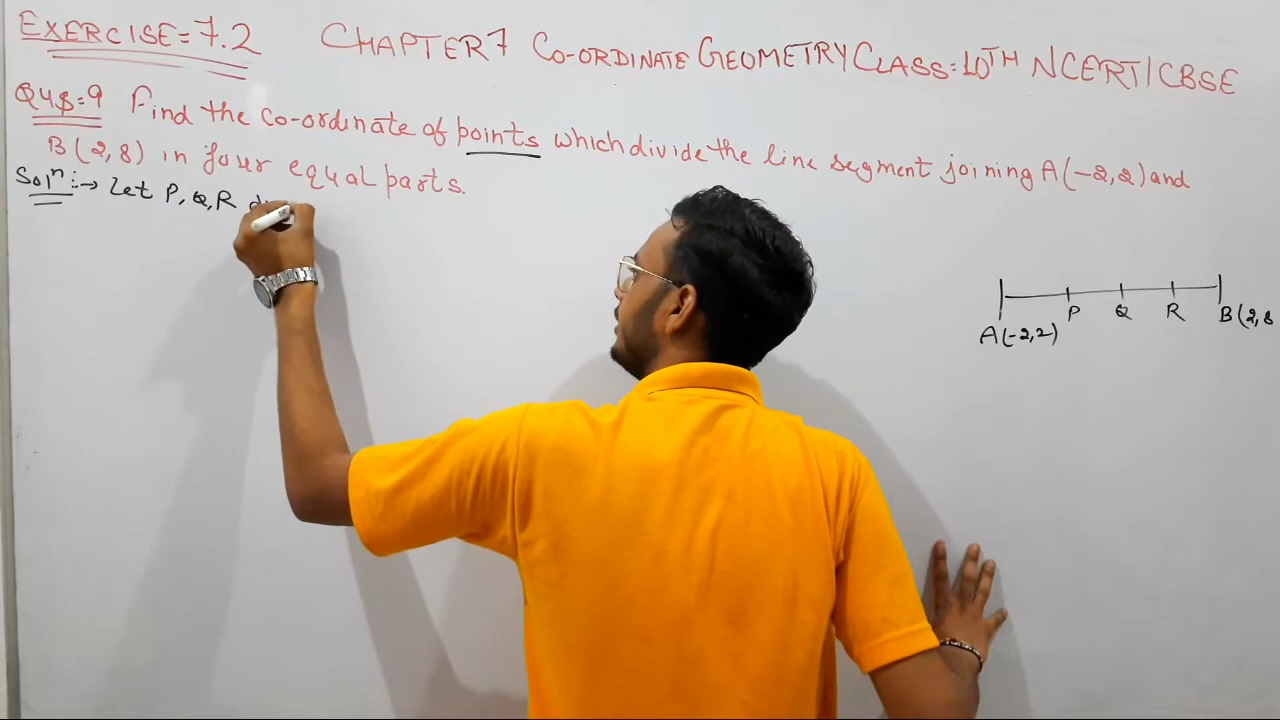 EXERCISE=7.2 CHAPTER 7 CO-ORDINATE GEOMETRY CLASS:10TH NCERT/CBSE
QUS=9 Find the co-ordinate of points which divide the line segment joining A(-2,2) and
B(2,8) in four equal parts.
Solⁿ:→ Let P, Q, R
P Q R B(2,8
A(-2,2)